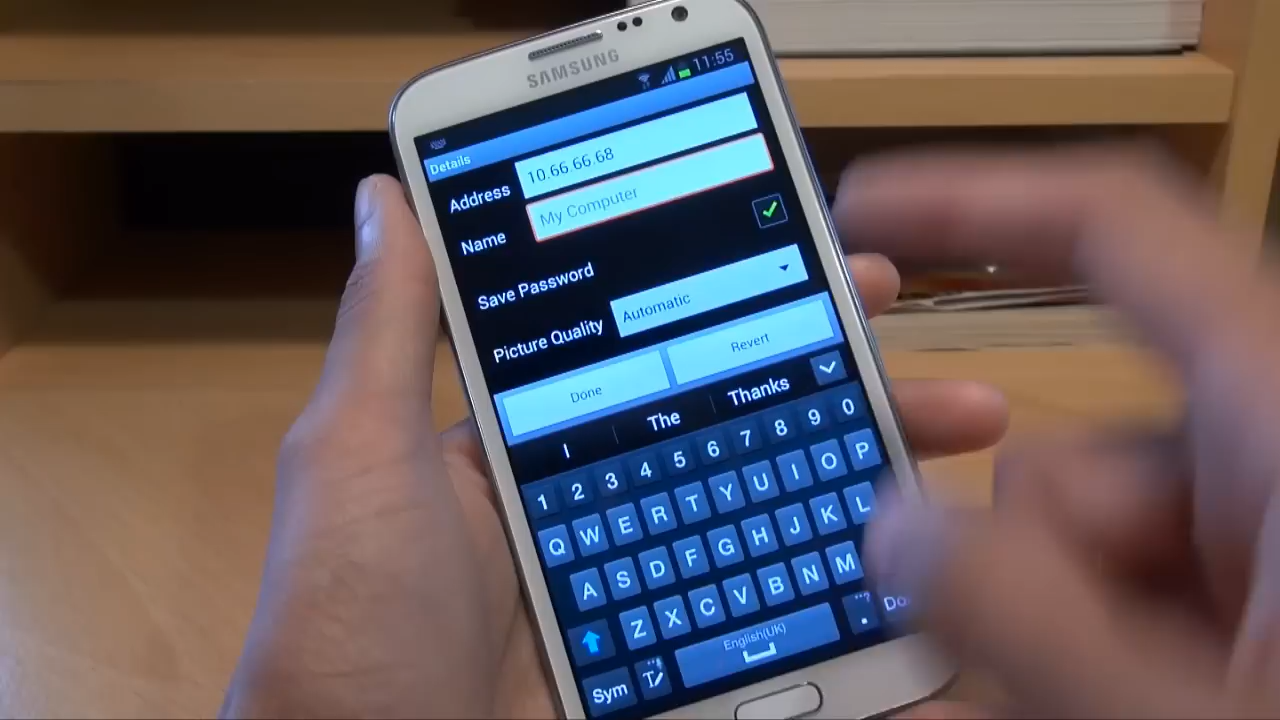 SAMSUNG
11:55
Details
Address 10.66.66.68
Name My Computer
Save Password
Picture Quality Automatic
Done Revert
I The Thanks
1 2 3 4 5 6 7 8 9 0
Q W E R T Y U I O P
A S D F G H J K L
Z X C V B N M
Sym English(UK) . Do